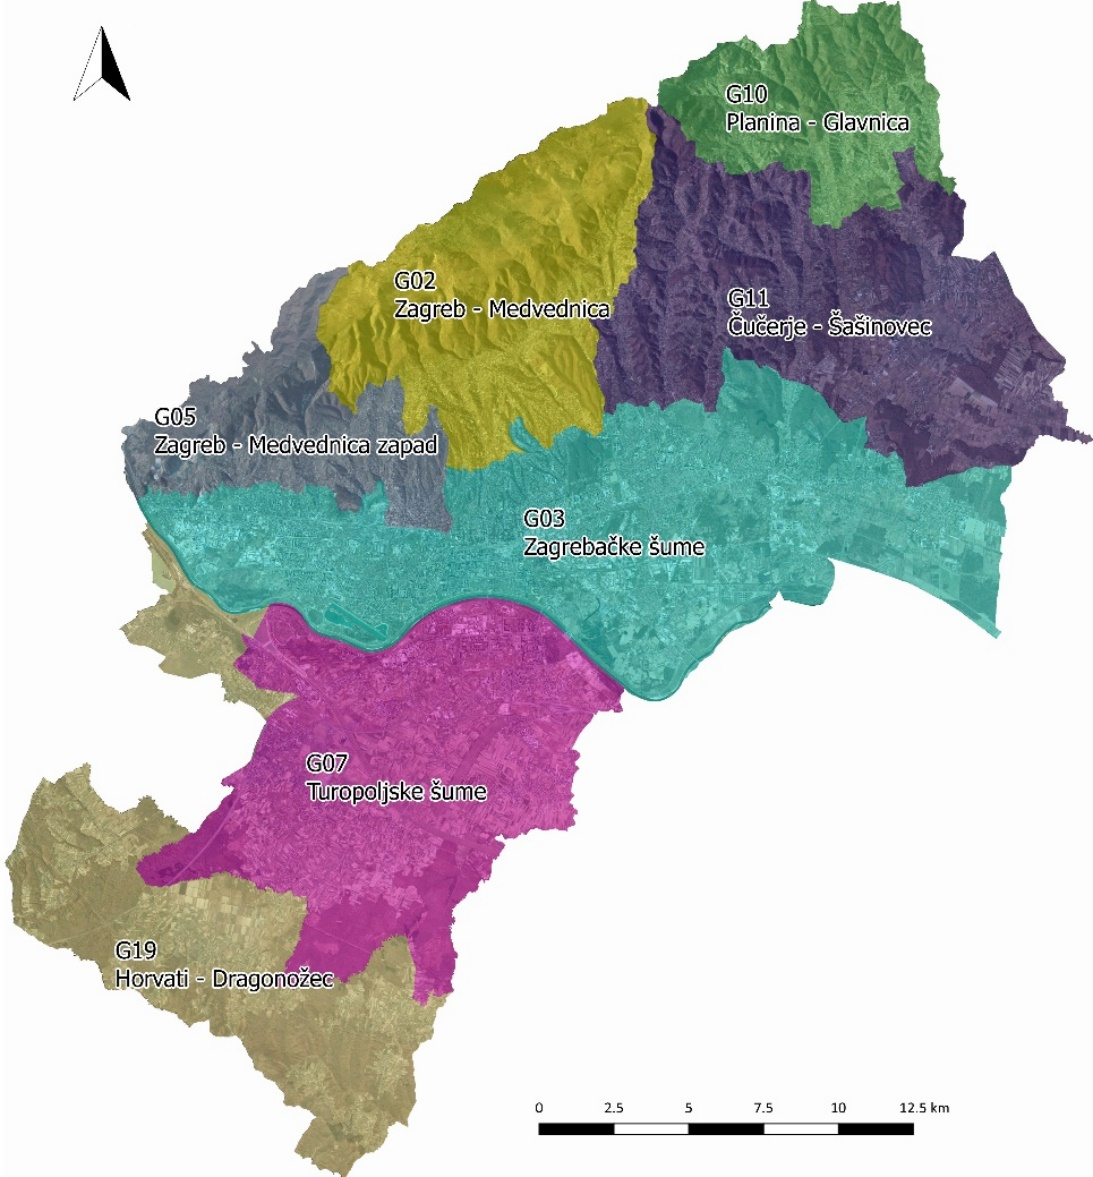 G10
Planina - Glavnica
G02
Zagreb - Medvednica
G11
Čučerje - Šašinovec
G05
Zagreb - Medvednica zapad
G03
Zagrebačke šume
G07
Turopoljske šume
G19
Horvati - Dragonožec
0 2.5 5 7.5 10 12.5 km